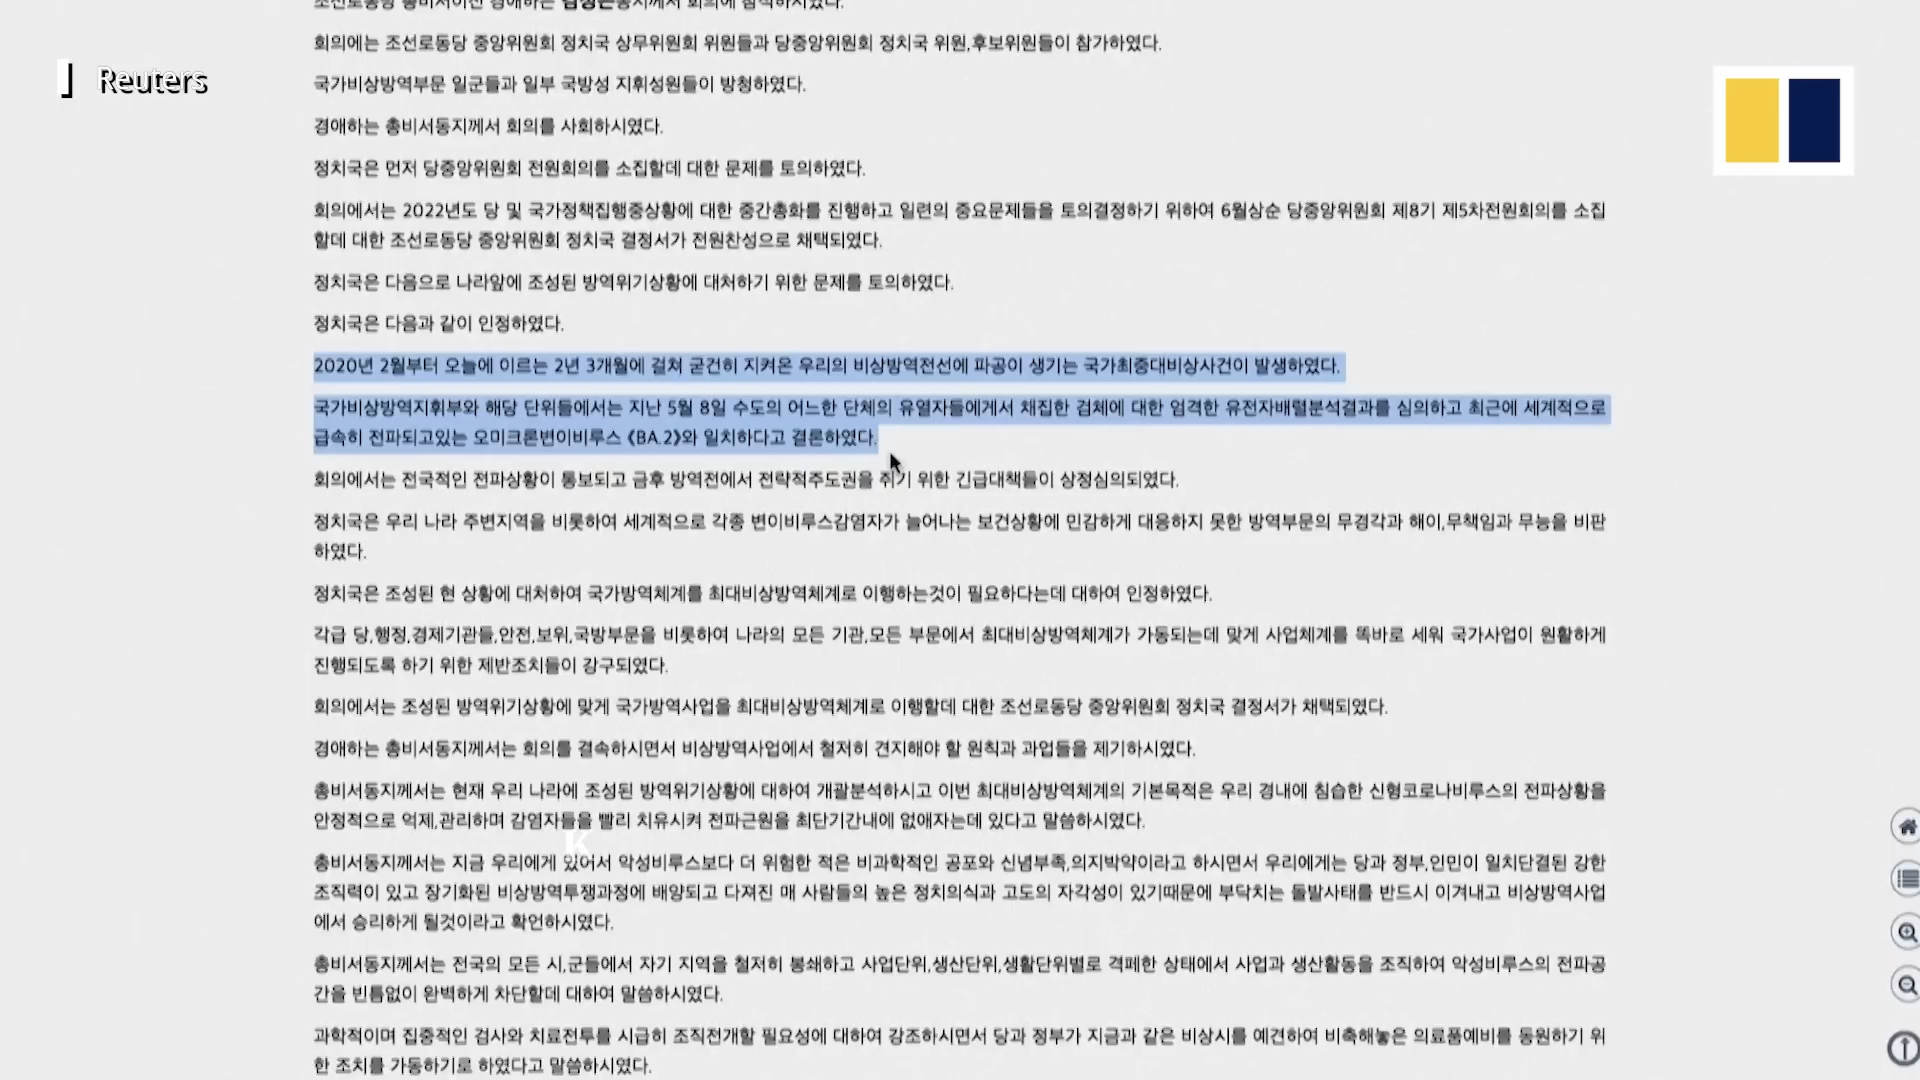 조선로동당 총비서이신 경애하는 김정은동지께서 회의에 참석하시였다.
Reuters
회의에는 조선로동당 중앙위원회 정치국 상무위원회 위원들과 당중앙위원회 정치국 위원,후보위원들이 참가하였다.
국가비상방역부문 일군들과 일부 국방성 지휘성원들이 방청하였다.
경애하는 총비서동지께서 회의를 사회하시였다.
정치국은 먼저 당중앙위원회 전원회의를 소집할데 대한 문제를 토의하였다.
회의에서는 2022년도 당 및 국가정책집행중상황에 대한 중간총화를 진행하고 일련의 중요문제들을 토의결정하기 위하여 6월상순 당중앙위원회 제8기 제5차전원회의를 소집
할데 대한 조선로동당 중앙위원회 정치국 결정서가 전원찬성으로 채택되였다.
정치국은 다음으로 나라앞에 조성된 방역위기상황에 대처하기 위한 문제를 토의하였다.
정치국은 다음과 같이 인정하였다.
2020년 2월부터 오늘에 이르는 2년 3개월에 걸쳐 굳건히 지켜온 우리의 비상방역전선에 파공이 생기는 국가최중대비상사건이 발생하였다.
국가비상방역지휘부와 해당 단위들에서는 지난 5월 8일 수도의 어느한 단체의 유열자들에게서 채집한 검체에 대한 엄격한 유전자배렬분석결과를 심의하고 최근에 세계적으로
급속히 전파되고있는 오미크론변이비루스 《BA.2》와 일치하다고 결론하였다.
회의에서는 전국적인 전파상황이 통보되고 금후 방역전에서 전략적주도권을 쥐기 위한 긴급대책들이 상정심의되였다.
정치국은 우리 나라 주변지역을 비롯하여 세계적으로 각종 변이비루스감염자가 늘어나는 보건상황에 민감하게 대응하지 못한 방역부문의 무경각과 해이,무책임과 무능을 비판
하였다.
정치국은 조성된 현 상황에 대처하여 국가방역체계를 최대비상방역체계로 이행하는것이 필요하다는데 대하여 인정하였다.
각급 당,행정,경제기관들,안전,보위,국방부문을 비롯하여 나라의 모든 기관,모든 부문에서 최대비상방역체계가 가동되는데 맞게 사업체계를 똑바로 세워 국가사업이 원활하게
진행되도록 하기 위한 제반조치들이 강구되였다.
회의에서는 조성된 방역위기상황에 맞게 국가방역사업을 최대비상방역체계로 이행할데 대한 조선로동당 중앙위원회 정치국 결정서가 채택되였다.
경애하는 총비서동지께서는 회의를 결속하시면서 비상방역사업에서 철저히 견지해야 할 원칙과 과업들을 제기하시였다.
총비서동지께서는 현재 우리 나라에 조성된 방역위기상황에 대하여 개괄분석하시고 이번 최대비상방역체계의 기본목적은 우리 경내에 침습한 신형코로나비루스의 전파상황을
안정적으로 억제,관리하며 감염자들을 빨리 치유시켜 전파근원을 최단기간내에 없애자는데 있다고 말씀하시였다.
K
총비서동지께서는 지금 우리에게 있어서 악성비루스보다 더 위험한 적은 비과학적인 공포와 신념부족,의지박약이라고 하시면서 우리에게는 당과 정부,인민이 일치단결된 강한
조직력이 있고 장기화된 비상방역투쟁과정에 배양되고 다져진 매 사람들의 높은 정치의식과 고도의 자각성이 있기때문에 부닥치는 돌발사태를 반드시 이겨내고 비상방역사업
에서 승리하게 될것이라고 확언하시였다.
총비서동지께서는 전국의 모든 시,군들에서 자기 지역을 철저히 봉쇄하고 사업단위,생산단위,생활단위별로 격페한 상태에서 사업과 생산활동을 조직하여 악성비루스의 전파공
간을 빈틈없이 완벽하게 차단할데 대하여 말씀하시였다.
과학적이며 집중적인 검사와 치료전투를 시급히 조직전개할 필요성에 대하여 강조하시면서 당과 정부가 지금과 같은 비상시를 예견하여 비축해놓은 의료품예비를 동원하기 위
한 조치를 가동하기로 하였다고 말씀하시였다.